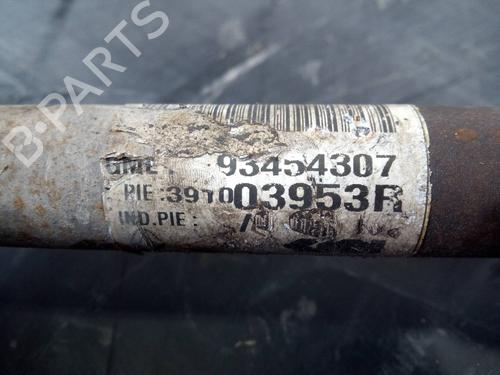 B-PARTS
GME 93454307
PIE :391003953R
IND.PIE : /